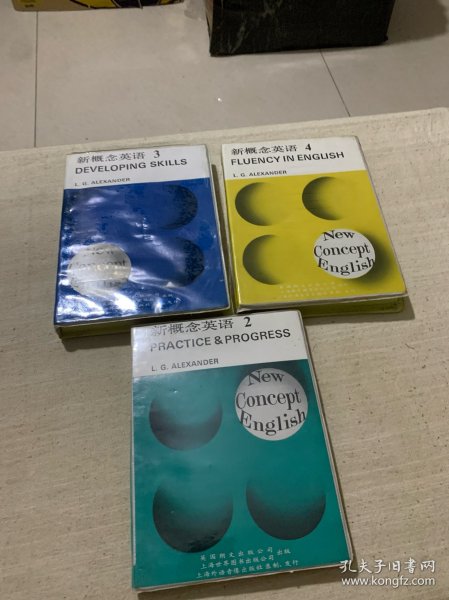 新概念英语 3
DEVELOPING SKILLS
L. G. ALEXANDER
New
Concept
新概念英语 4
FLUENCY IN ENGLISH
L. G. ALEXANDER
New
Concept
English
新概念英语 2
PRACTICE & PROGRESS
L. G. ALEXANDER
New
Concept
English
英国朗文出版公司 出版
上海世界图书出版公司
上海外语音像出版社录制、发行
孔夫子旧书网
www.kongfz.com